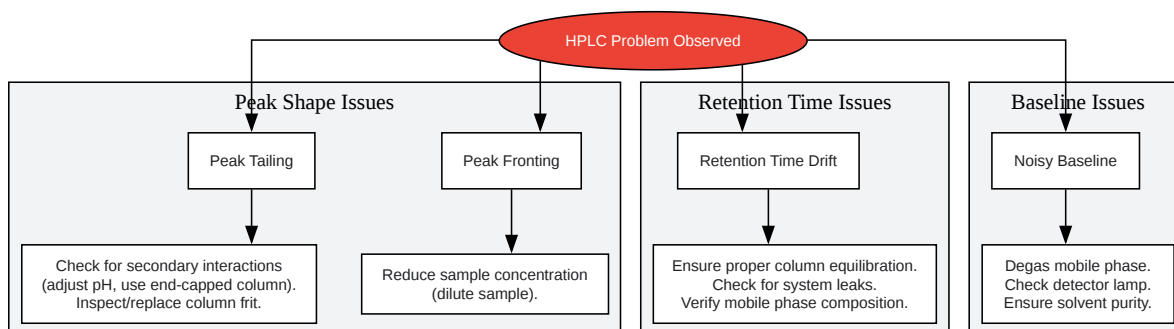 HPLC Problem Observed
Peak Shape Issues
Retention Time Issues
Baseline Issues
Peak Tailing
Peak Fronting
Retention Time Drift
Noisy Baseline
Check for secondary interactions
(adjust pH, use end-capped column).
Inspect/replace column frit.
Reduce sample concentration
(dilute sample).
Ensure proper column equilibration.
Check for system leaks.
Verify mobile phase composition.
Degas mobile phase.
Check detector lamp.
Ensure solvent purity.